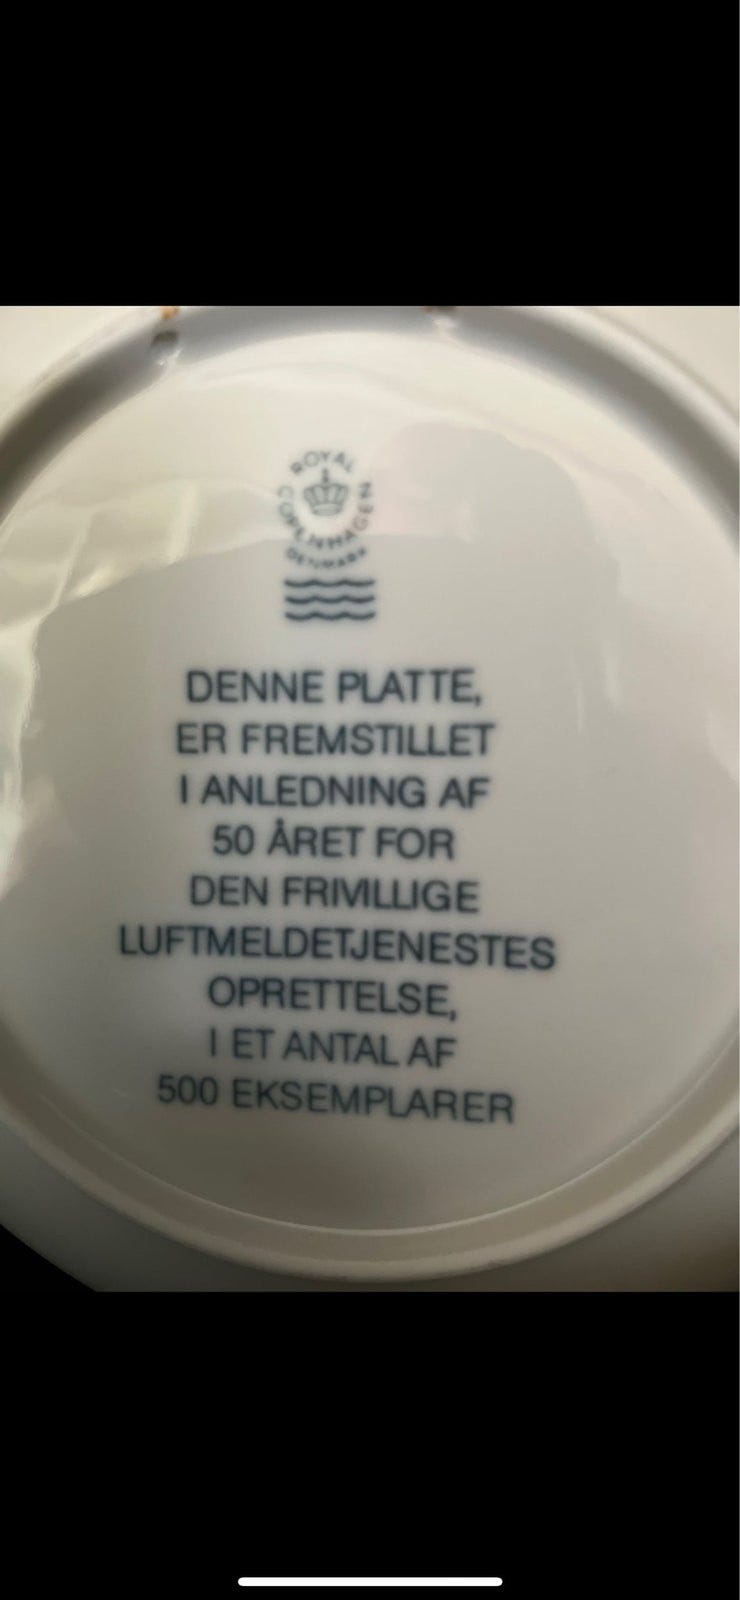 ROYAL
COPENHAGEN
DENMARK
DENNE PLATTE,
ER FREMSTILLET
I ANLEDNING AF
50 ÅRET FOR
DEN FRIVILLIGE
LUFTMELDETJENESTES
OPRETTELSE,
I ET ANTAL AF
500 EKSEMPLARER